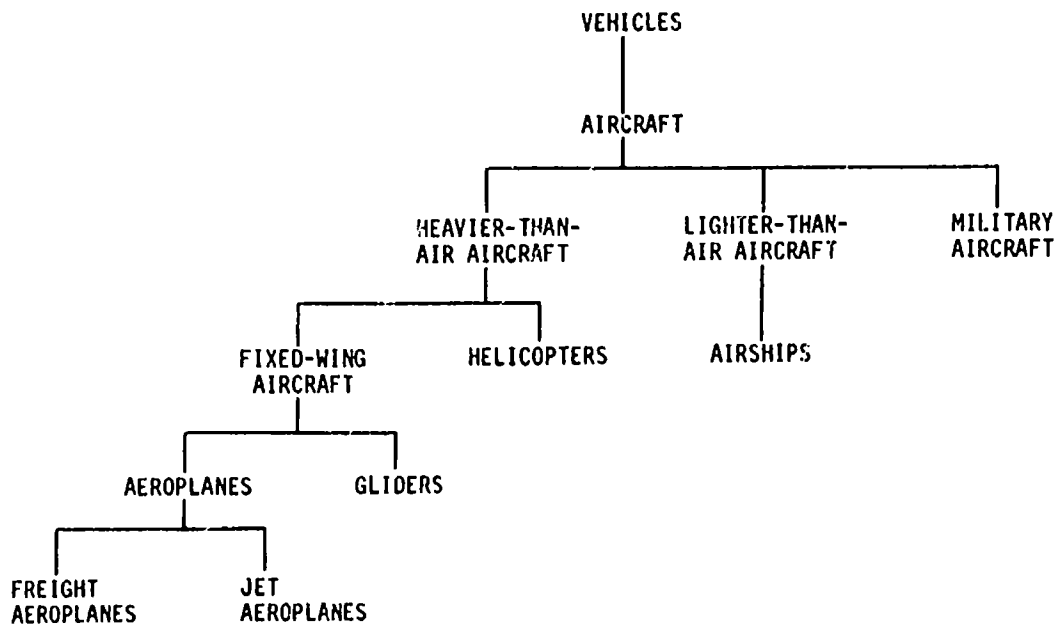 VEHICLES
AIRCRAFT
HEAVIER-THAN-
AIR AIRCRAFT
LIGHTER-THAN-
AIR AIRCRAFT
MILITARY
AIRCRAFT
FIXED-WING
AIRCRAFT
HELICOPTERS
AIRSHIPS
AEROPLANES
GLIDERS
FREIGHT
AEROPLANES
JET
AEROPLANES